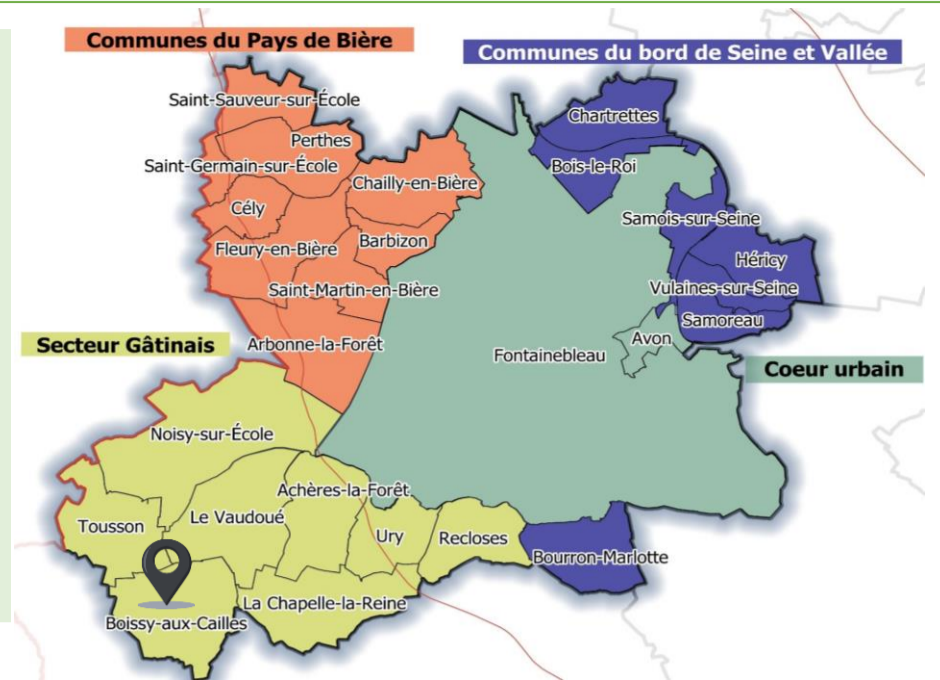 Communes du Pays de Bière
Communes du bord de Seine et Vallée
Saint-Sauveur-sur-École
Chartrettes
Perthes
Saint-Germain-sur-École
Bois-le-Roi
Chailly-en-Bière
Cély
Samois-sur-Seine
Fleury-en-Bière
Barbizon
Héricy
Saint-Martin-en-Bière
Vulaines-sur-Seine
Samoreau
Secteur Gâtinais
Arbonne-la-Forêt
Avon
Fontainebleau
Coeur urbain
Noisy-sur-École
Achères-la-Forêt
Tousson
Le Vaudoué
Ury
Recloses
Bourron-Marlotte
La Chapelle-la-Reine
Boissy-aux-Cailles